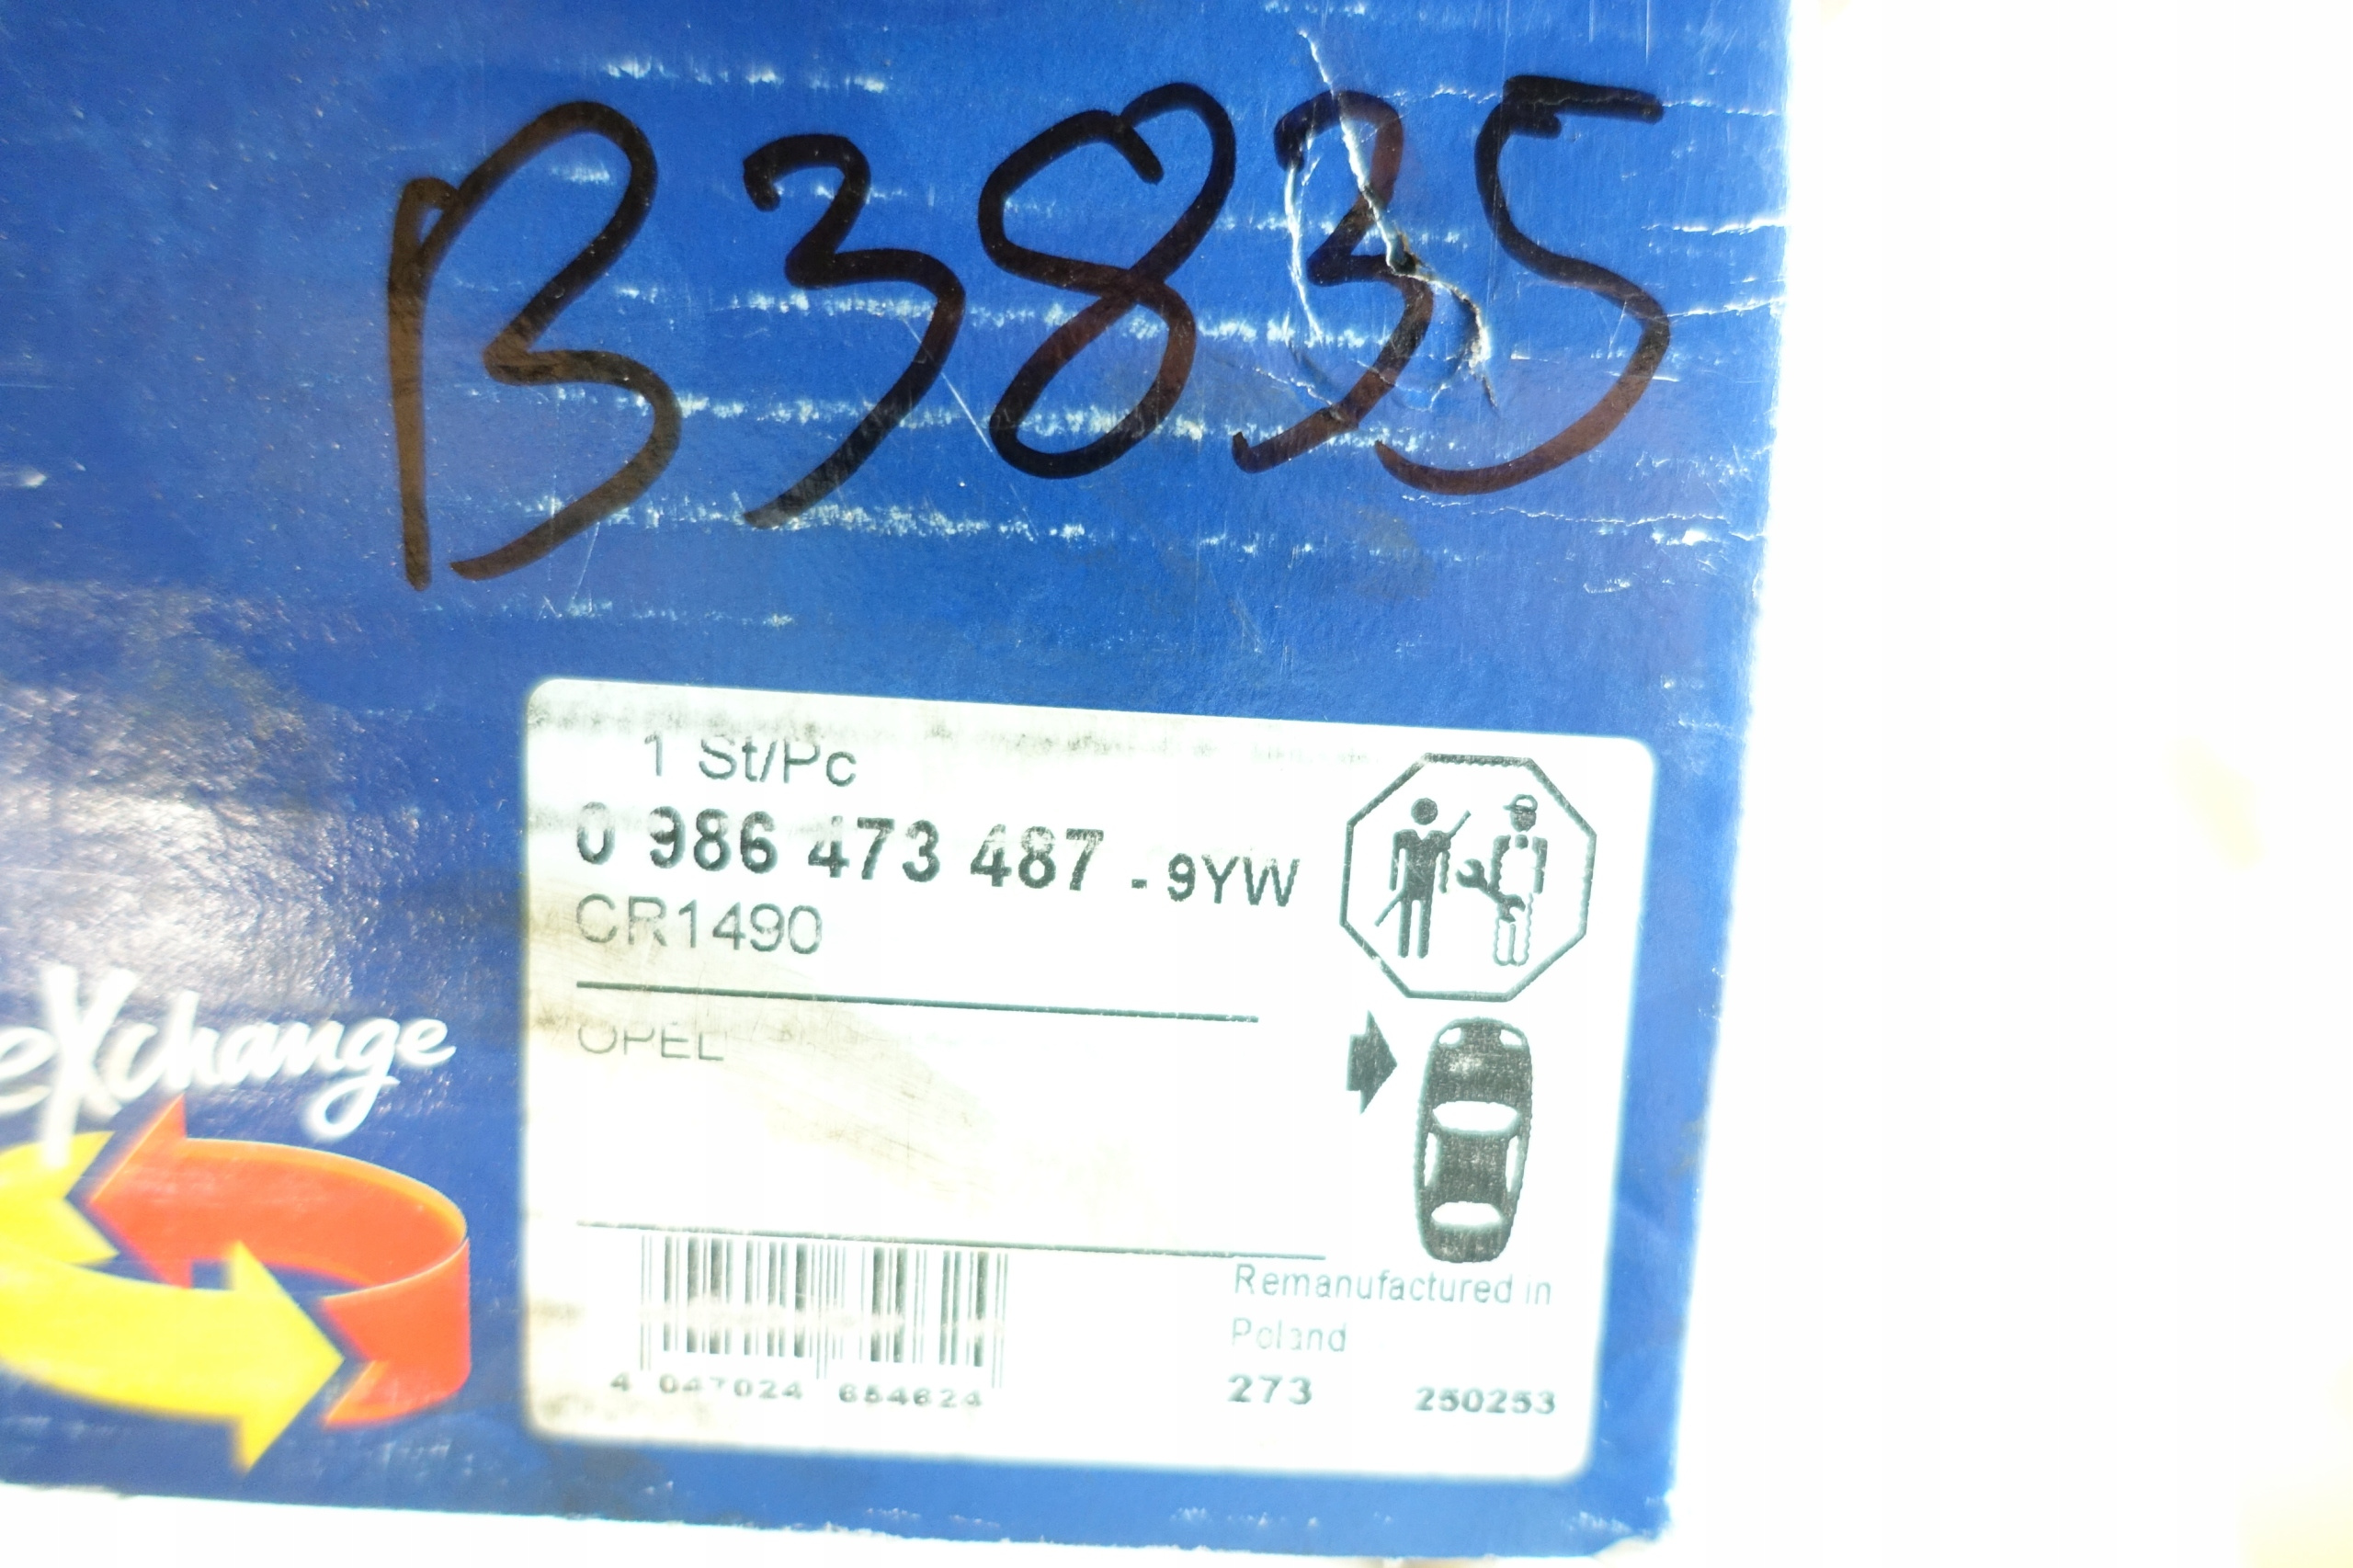 B3835
1 St/Pc
0 986 473 487 - 9YW
CR1490
OPEL
eXchange
Remanufactured in
Poland
4 047024 654624
273 250253